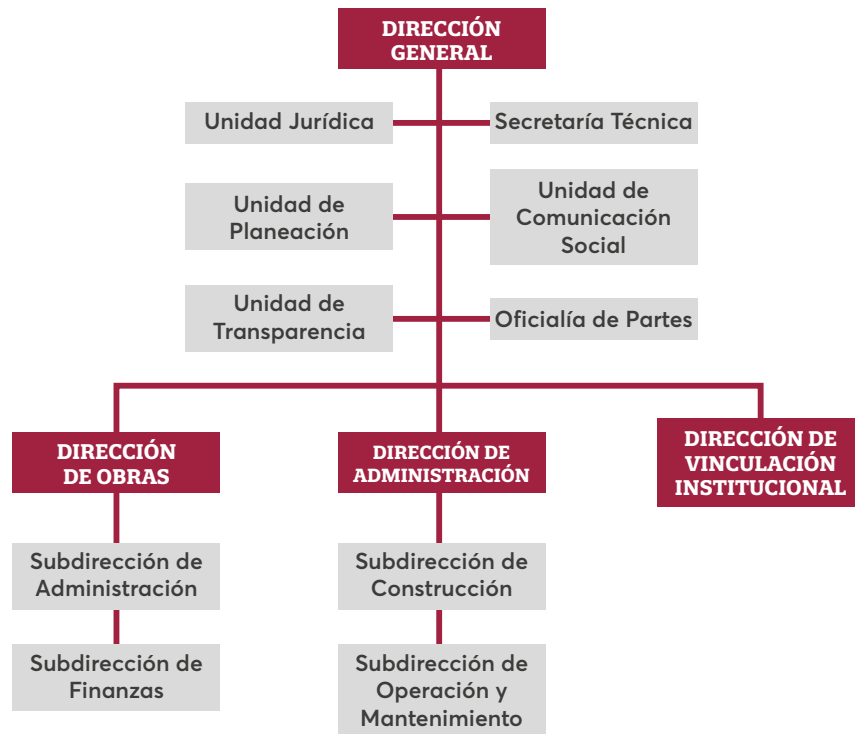 DIRECCIÓN
GENERAL
Unidad Jurídica
Secretaría Técnica
Unidad de
Planeación
Unidad de
Comunicación
Social
Unidad de
Transparencia
Oficialía de Partes
DIRECCIÓN
DE OBRAS
DIRECCIÓN DE
ADMINISTRACIÓN
DIRECCIÓN DE
VINCULACIÓN
INSTITUCIONAL
Subdirección de
Administración
Subdirección de
Construcción
Subdirección de
Finanzas
Subdirección de
Operación y
Mantenimiento